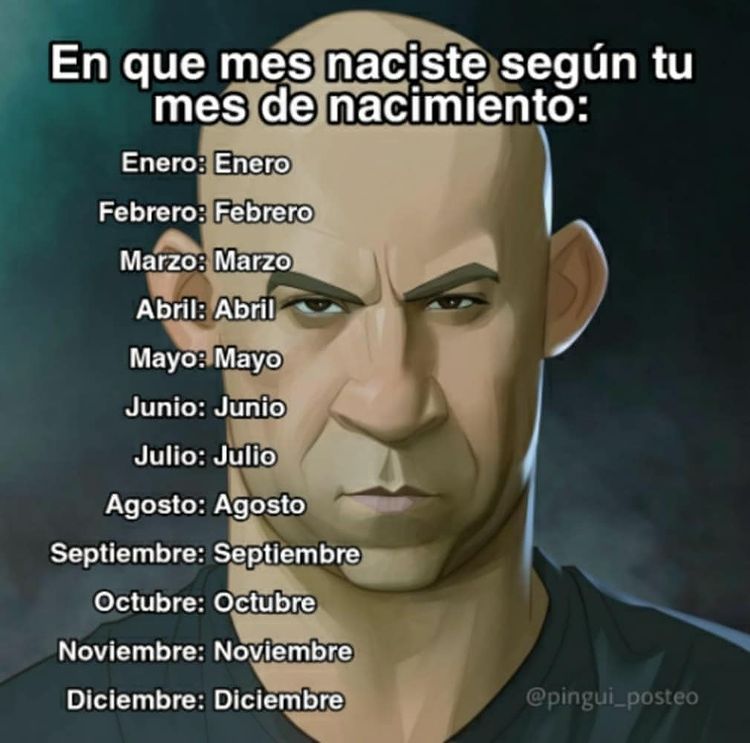 En que mes naciste según tu
mes de nacimiento:
Enero: Enero
Febrero: Febrero
Marzo: Marzo
Abril: Abril
Mayo: Mayo
Junio: Junio
Julio: Julio
Agosto: Agosto
Septiembre: Septiembre
Octubre: Octubre
Noviembre: Noviembre
Diciembre: Diciembre
@pingui_posteo